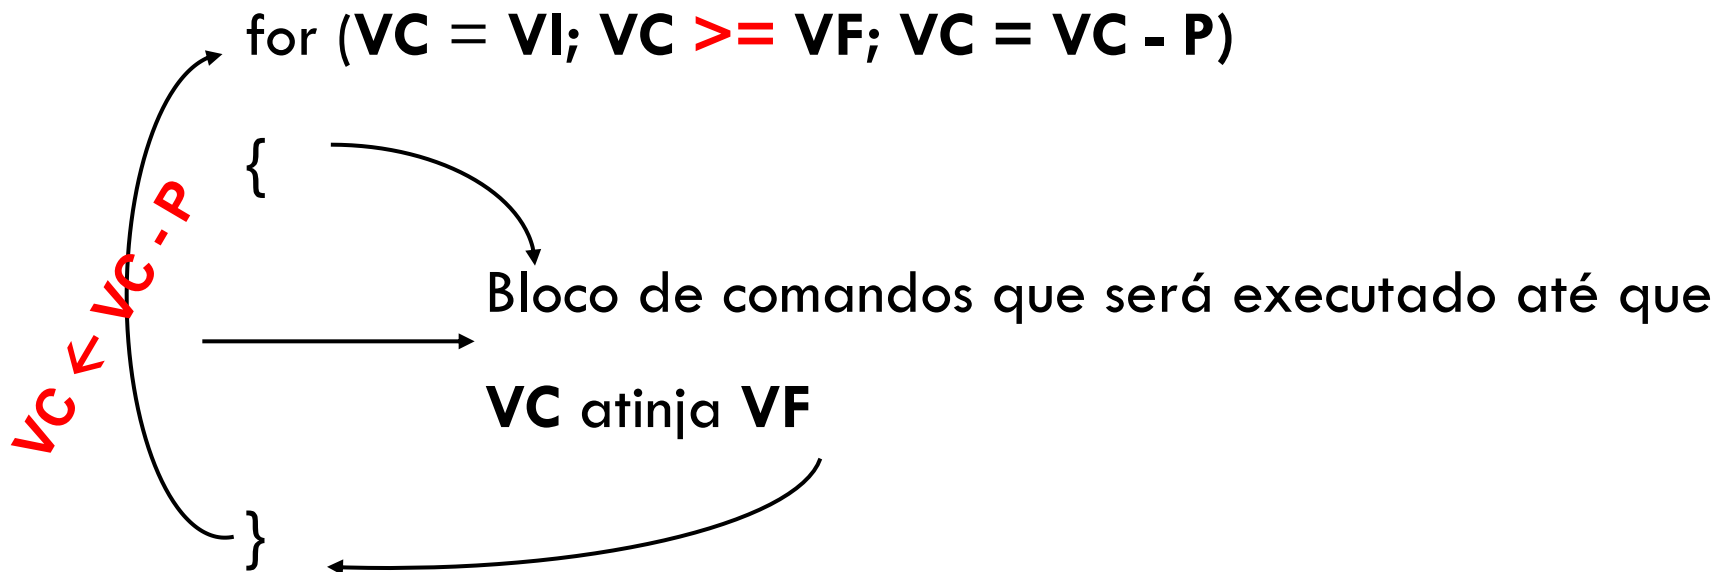 for (VC = VI; VC >= VF; VC = VC - P)
{
VC ← VC - P
Bloco de comandos que será executado até que
VC atinja VF
}